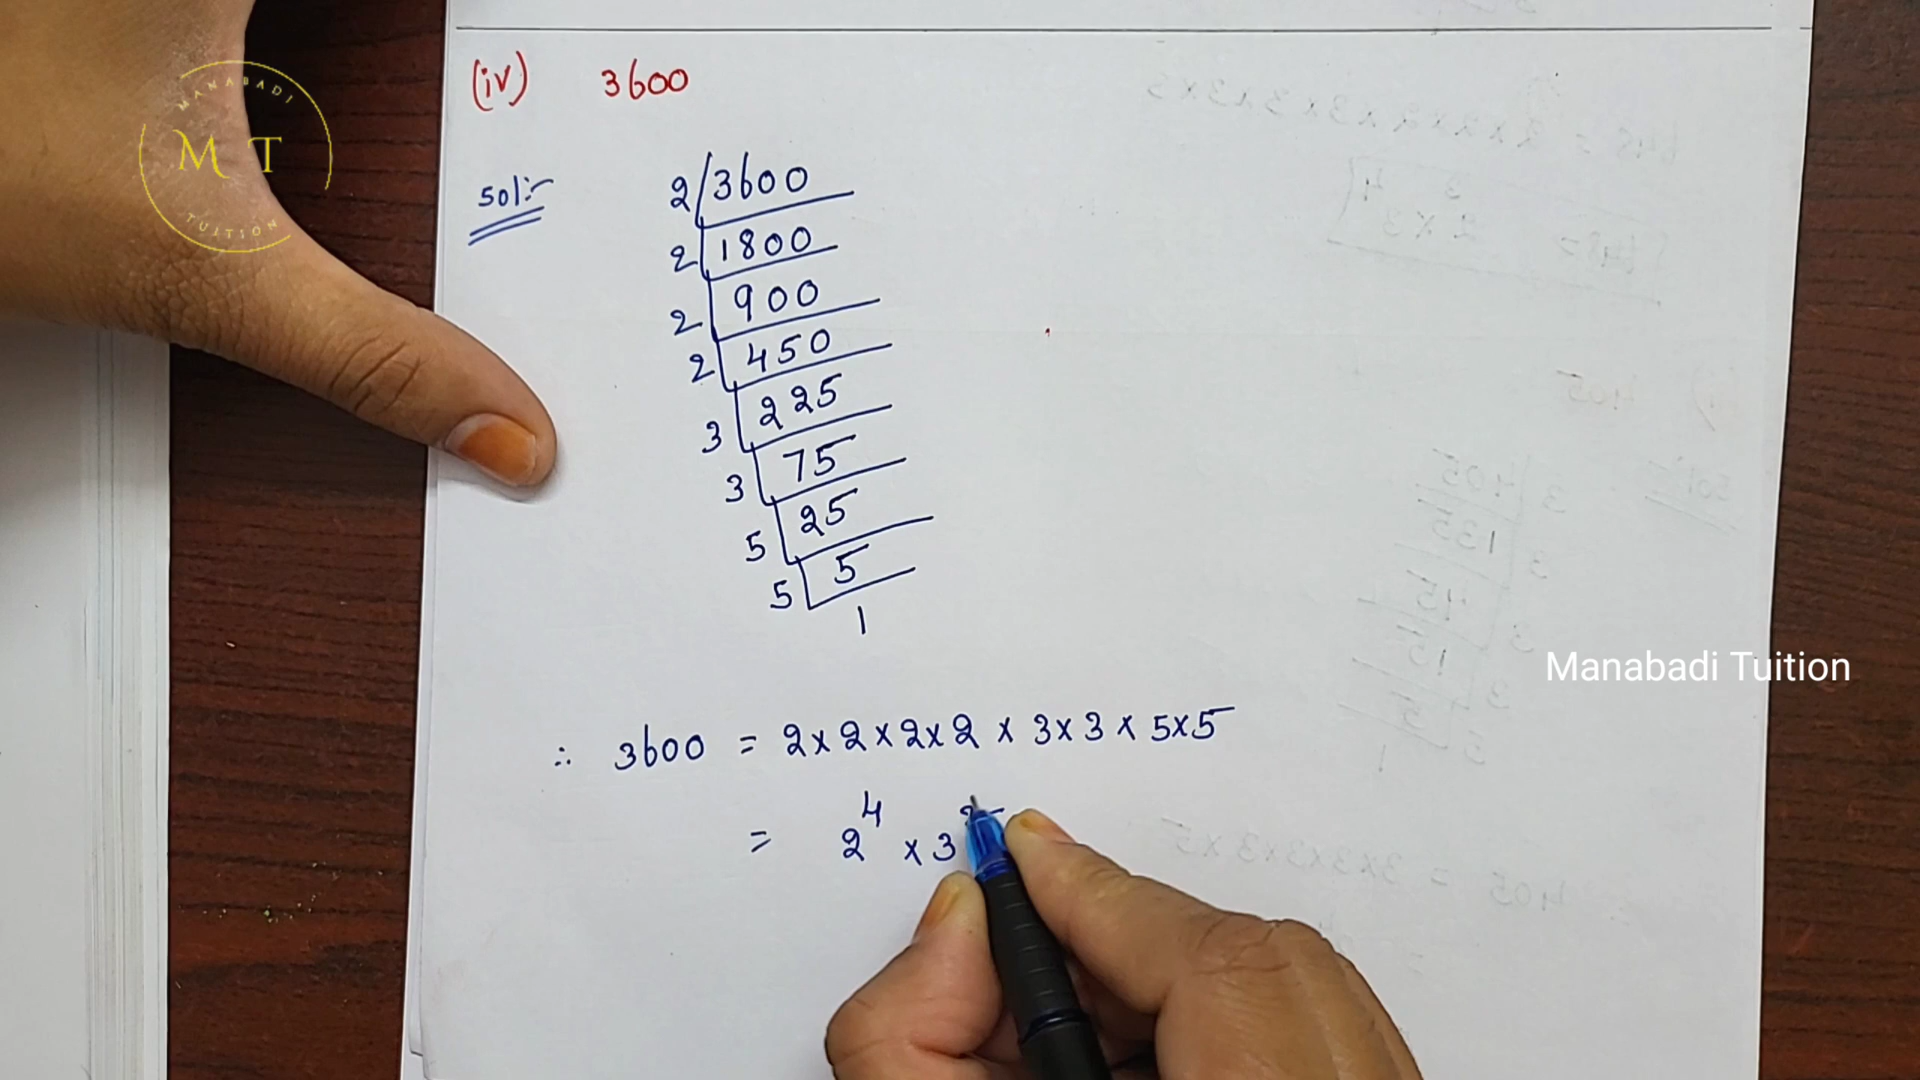 (iv) 3600
Sol:-
2 3600
2 1800
2 900
2 450
3 225
3 75
5 25
5 5
1
∴ 3600 = 2×2×2×2×3×3×5×5
= 2⁴ × 3²
MANABADI
M T
TUITION
Manabadi Tuition